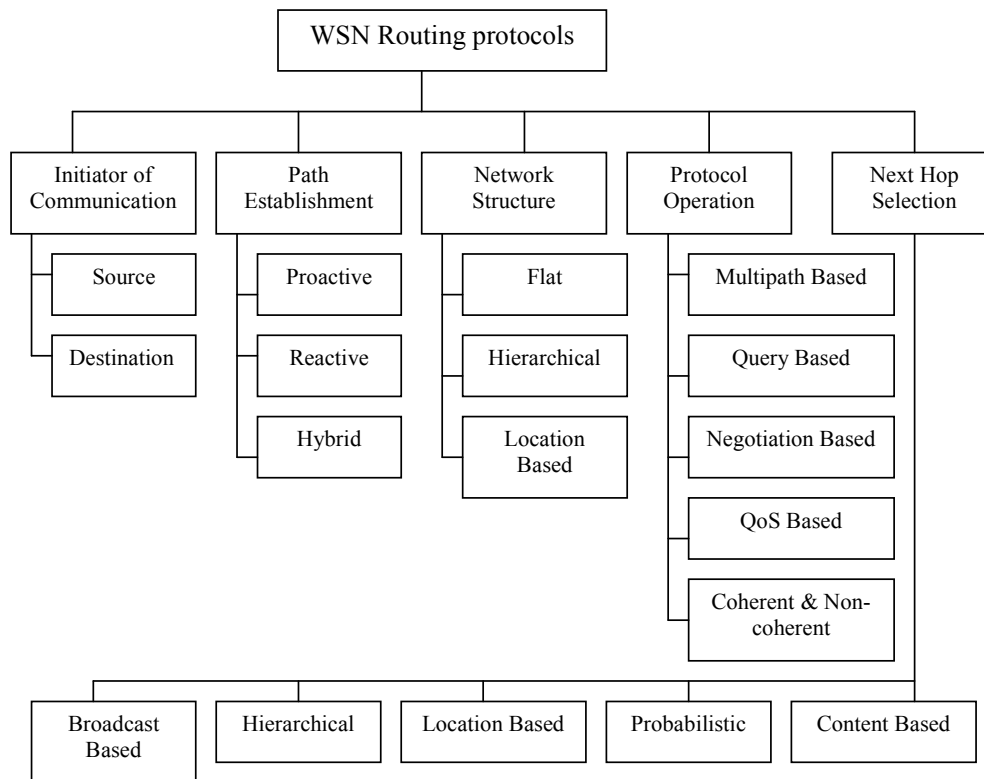 WSN Routing protocols
Initiator of
Communication
Path
Establishment
Network
Structure
Protocol
Operation
Next Hop
Selection
Source
Destination
Proactive
Reactive
Hybrid
Flat
Hierarchical
Location
Based
Multipath Based
Query Based
Negotiation Based
QoS Based
Coherent & Non-
coherent
Broadcast
Based
Hierarchical
Location Based
Probabilistic
Content Based